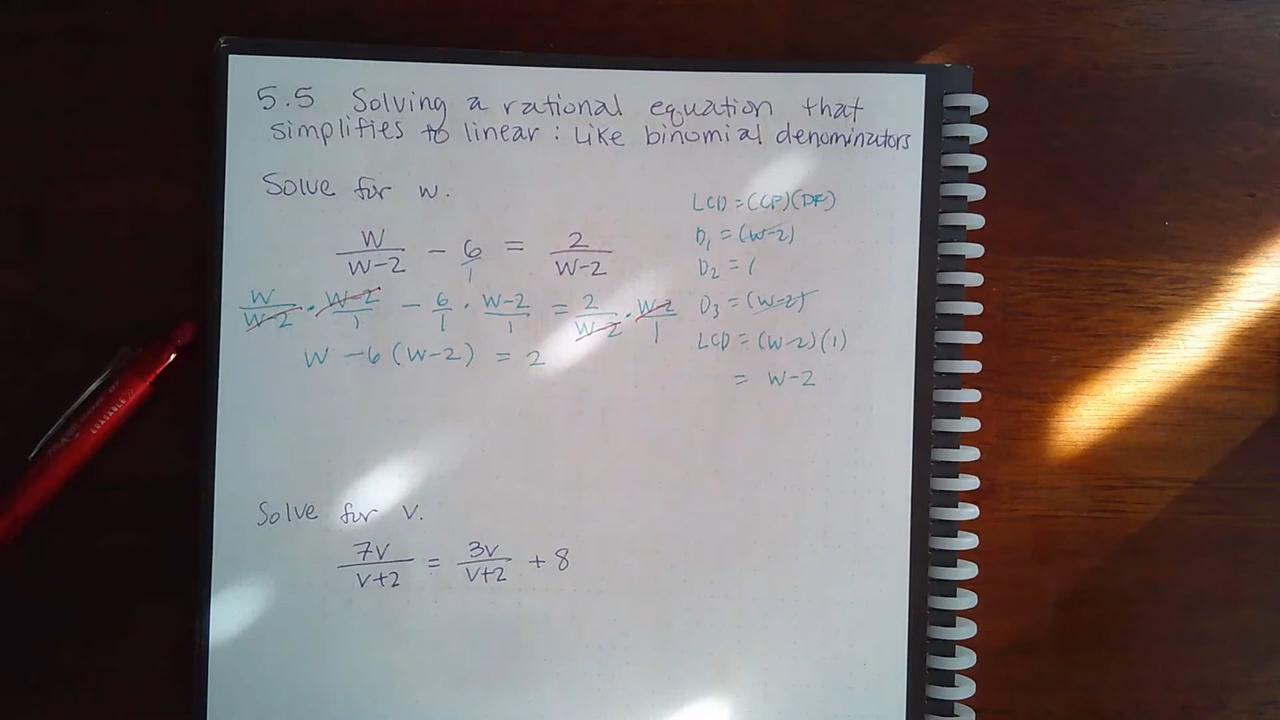 5.5 Solving a rational equation that
simplifies to linear: Like binomial denominators
Solve for w.
w/(w-2) - 6/1 = 2/(w-2)
w/(w-2) · (w-2)/1 - 6/1 · (w-2)/1 = 2/(w-2) · (w-2)/1
w - 6(w-2) = 2
LCD = (CF)(DF)
D₁ = (w-2)
D₂ = 1
D₃ = (w-2)
LCD = (w-2)(1)
= w-2
Solve for v.
7v/(v+2) = 3v/(v+2) + 8
ERASABLE